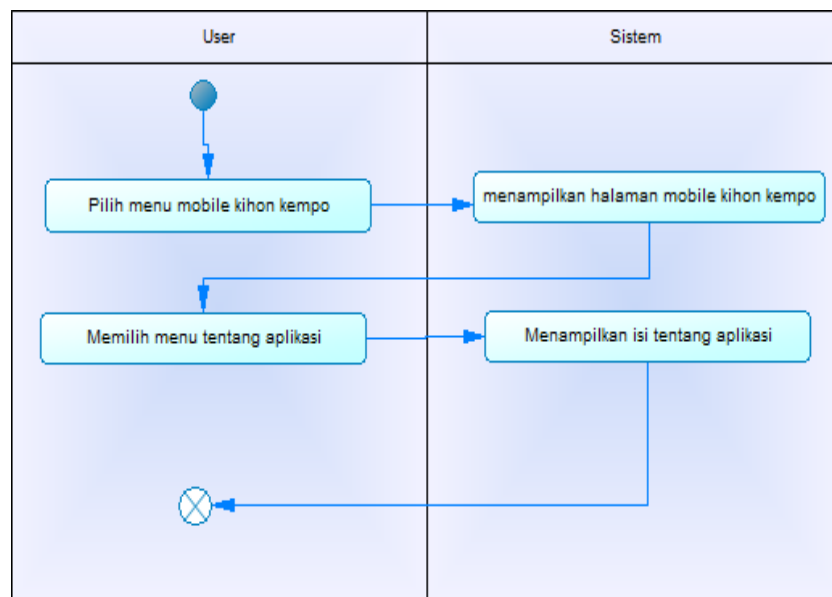 User
Sistem
Pilih menu mobile kihon kempo
menampilkan halaman mobile kihon kempo
Memilih menu tentang aplikasi
Menampilkan isi tentang aplikasi